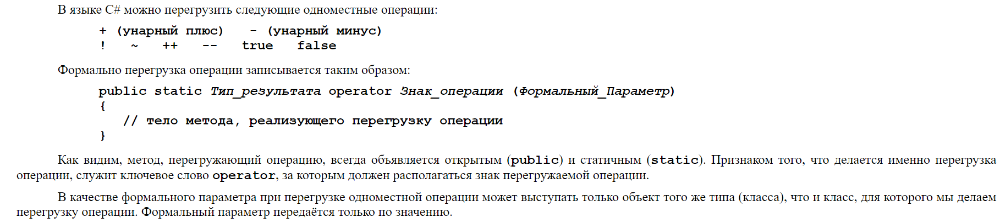 В языке C# можно перегрузить следующие одноместные операции:
+ (унарный плюс) - (унарный минус)
! ~ ++ -- true false
Формально перегрузка операции записывается таким образом:
public static Тип_результата operator Знак_операции (Формальный_Параметр)
{
// тело метода, реализующего перегрузку операции
}
Как видим, метод, перегружающий операцию, всегда объявляется открытым (public) и статичным (static). Признаком того, что делается именно перегрузка
операции, служит ключевое слово operator, за которым должен располагаться знак перегружаемой операции.
В качестве формального параметра при перегрузке одноместной операции может выступать только объект того же типа (класса), что и класс, для которого мы делаем
перегрузку операции. Формальный параметр передаётся только по значению.